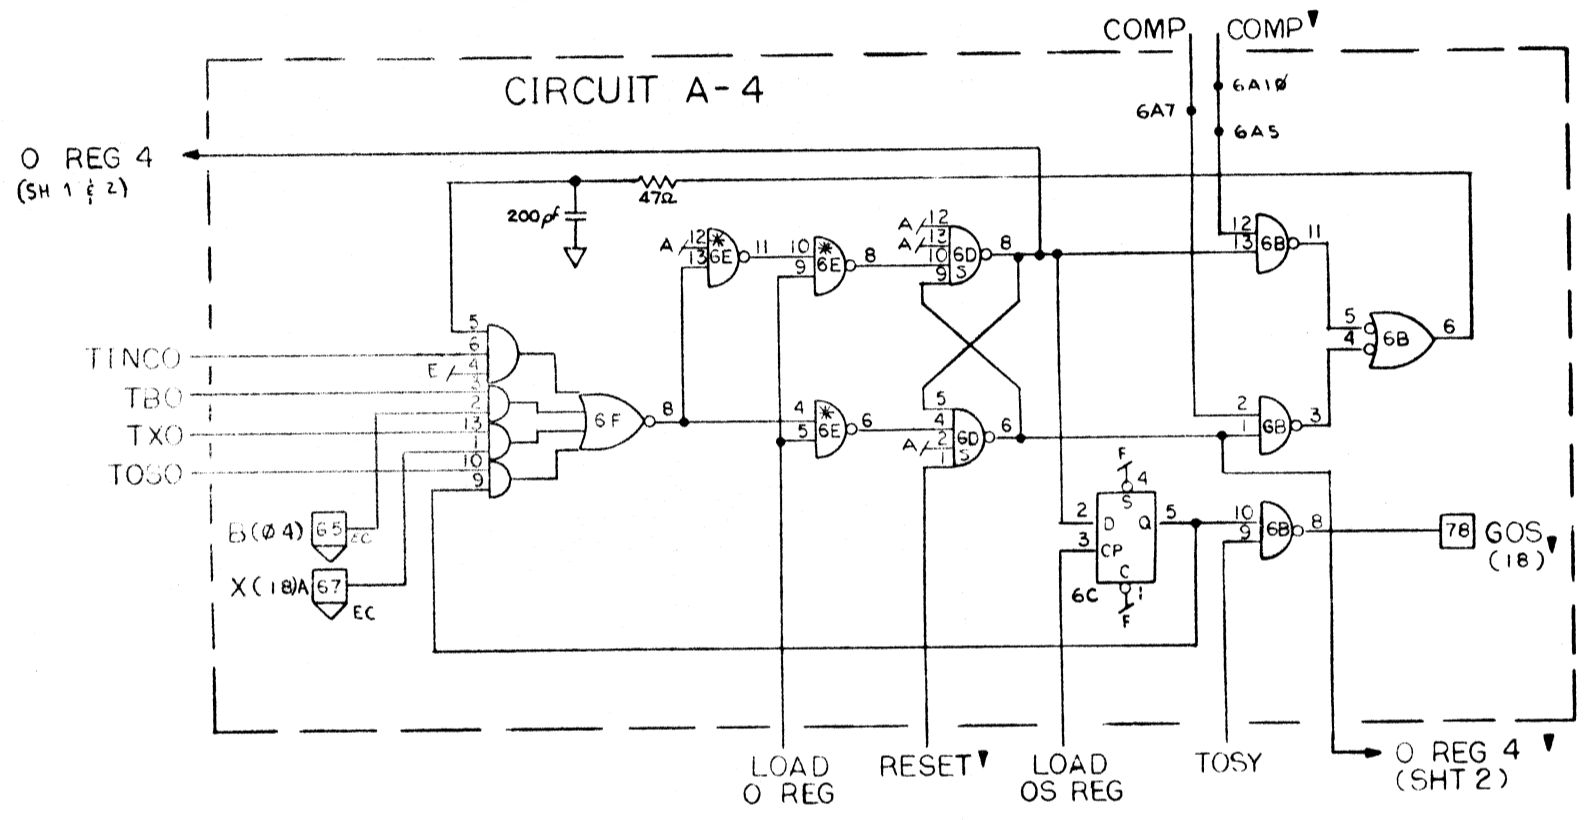 COMP COMP▼
CIRCUIT A-4
6A1Ø
6A7
6A5
O REG 4
(SH 1 & 2)
47Ω
200pf
A 12
13
*
6E
11
10
9
*
6E
8
A 12
A 13
10
9
6D
S
8
12
13
6B
11
5
4
6B
6
TINCO
5
6
E 4
TBO
3
2
TXO
13
1
TOSO
10
9
6F
8
4
5
*
6E
6
5
4
A 2
1
6D
S
6
2
1
6B
3
B(Ø4) 65 EC
X(18)A 67 EC
F
4
S
2
D
Q
5
3
CP
C
6C
1
F
10
9
6B
8
78
GOS▼
(18)
LOAD
O REG
RESET▼
LOAD
OS REG
TOSY
O REG 4▼
(SHT 2)